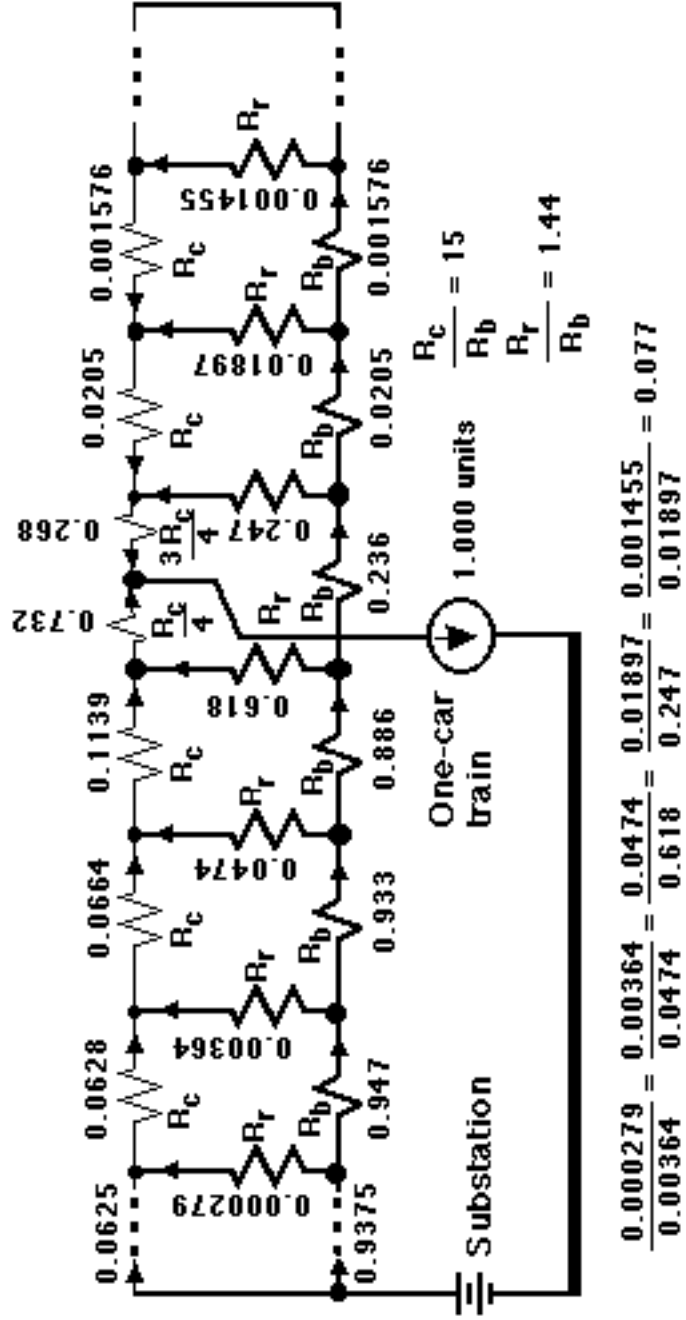 0.0625 0.0628 0.0664 0.1139 0.732 0.268 0.0205 0.001576
R_c R_c R_c R_c/4 3R_c/4 R_c R_c
0.000279 0.00364 0.0474 0.618 0.247 0.01897 0.001455
R_r R_r R_r R_r R_r R_r
R_b R_b R_b R_b R_b R_b
0.9375 0.947 0.933 0.886 0.236 0.0205 0.001576
Substation
One-car
train
1.000 units
R_c/R_b = 15
R_r/R_b = 1.44
0.000279/0.00364 = 0.00364/0.0474 = 0.0474/0.618 = 0.01897/0.247 = 0.001455/0.01897 = 0.077